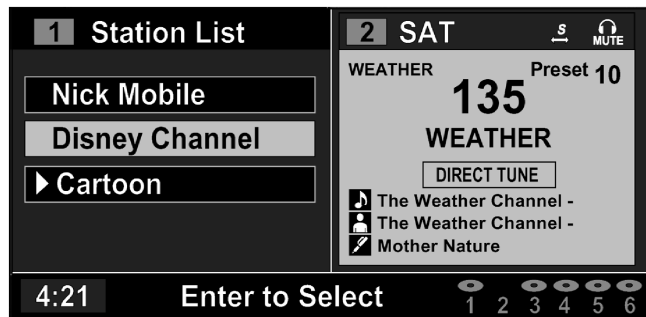 1 Station List
Nick Mobile
Disney Channel
Cartoon
2 SAT S MUTE
WEATHER Preset 10
135
WEATHER
DIRECT TUNE
The Weather Channel -
The Weather Channel -
Mother Nature
4:21 Enter to Select 1 2 3 4 5 6